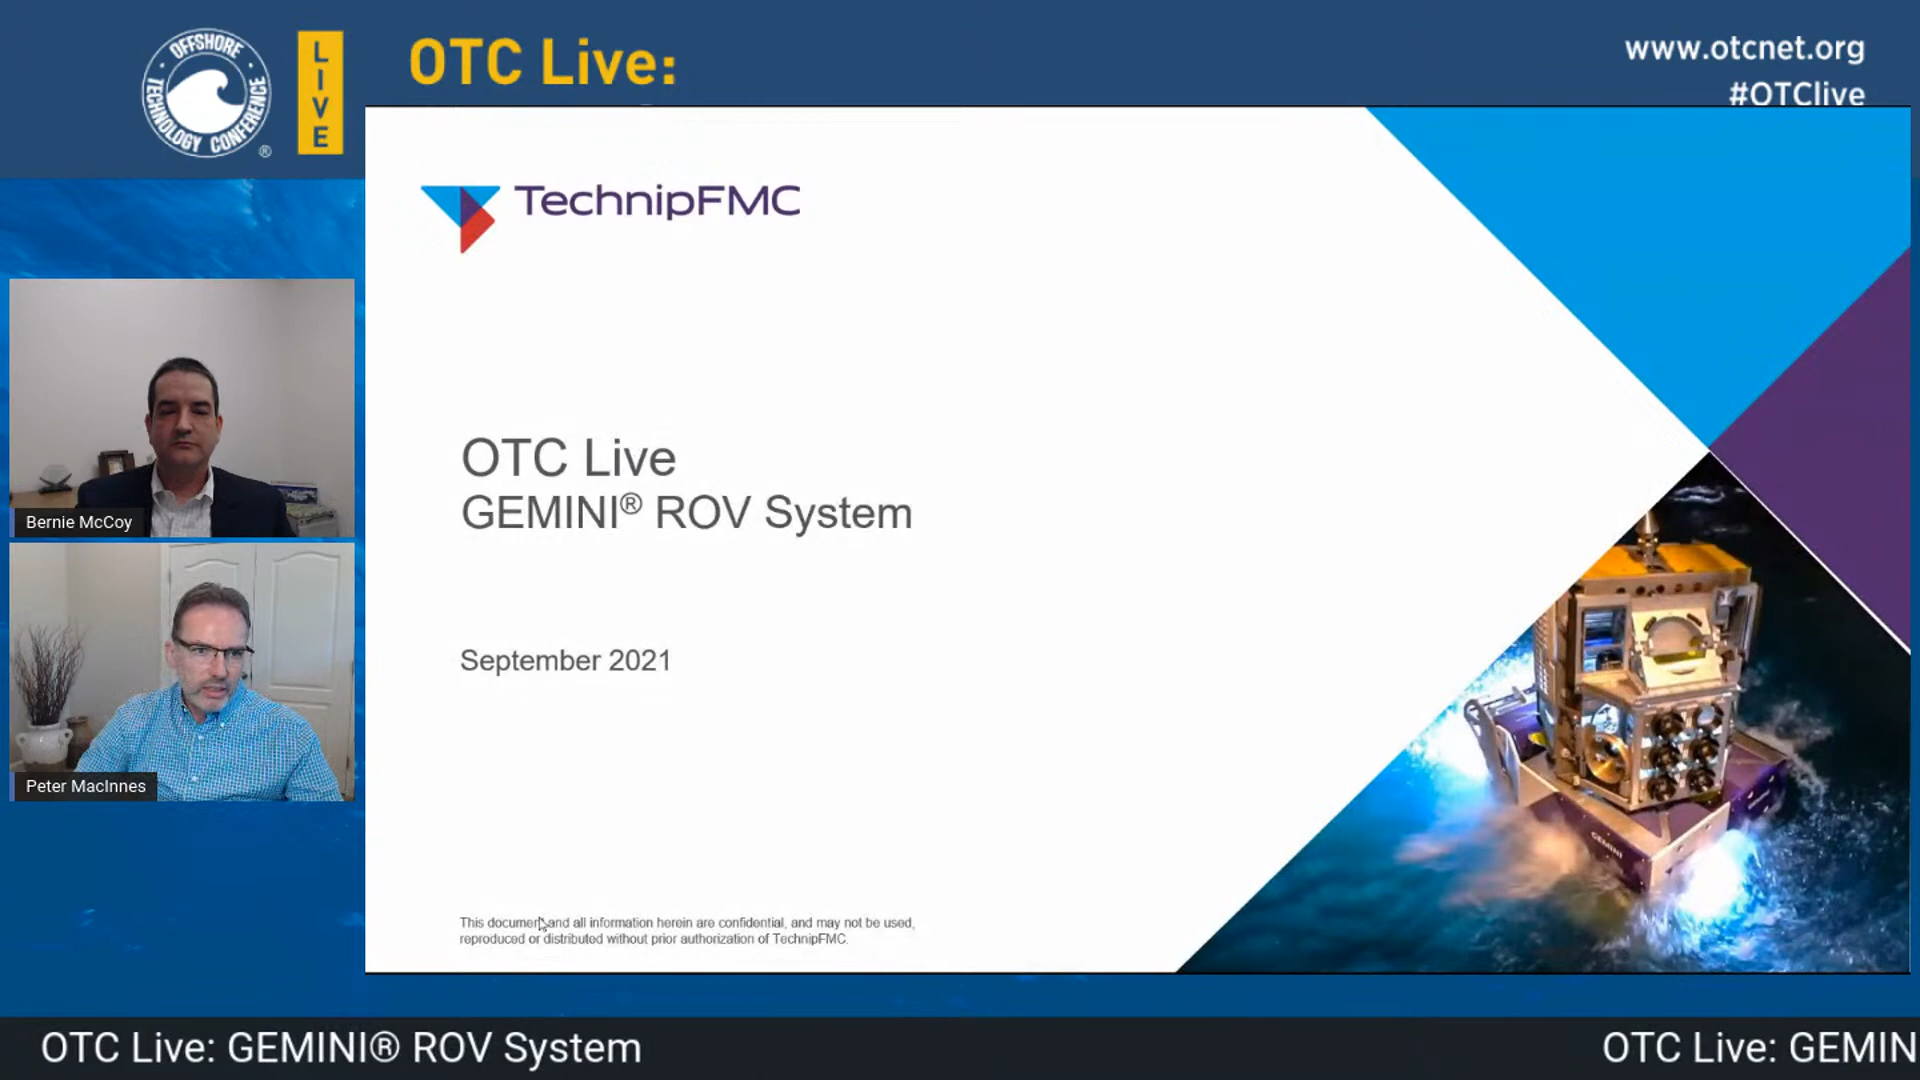 OFFSHORE
TECHNOLOGY CONFERENCE
®
LIVE
OTC Live:
www.otcnet.org
#OTClive
TechnipFMC
OTC Live
GEMINI® ROV System
September 2021
GEMINI
Bernie McCoy
Peter MacInnes
This document and all information herein are confidential, and may not be used,
reproduced or distributed without prior authorization of TechnipFMC.
OTC Live: GEMINI® ROV System
OTC Live: GEMIN